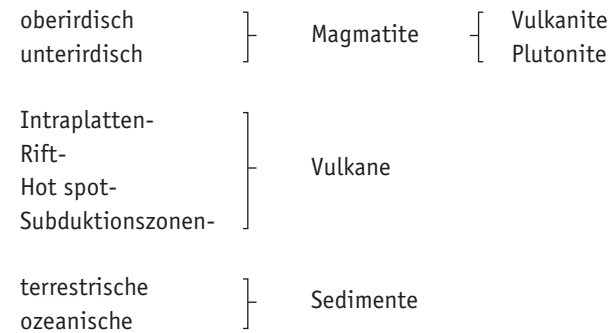 oberirdisch
unterirdisch
Magmatite
Vulkanite
Plutonite
Intraplatten-
Rift-
Hot spot-
Subduktionszonen-
Vulkane
terrestrische
ozeanische
Sedimente